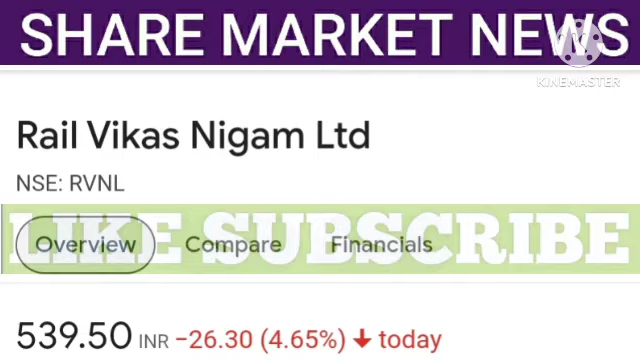 SHARE MARKET NEWS
KINEMASTER
Rail Vikas Nigam Ltd
NSE: RVNL
LIKE SUBSCRIBE
Overview Compare Financials
539.50 INR −26.30 (4.65%) ↓ today